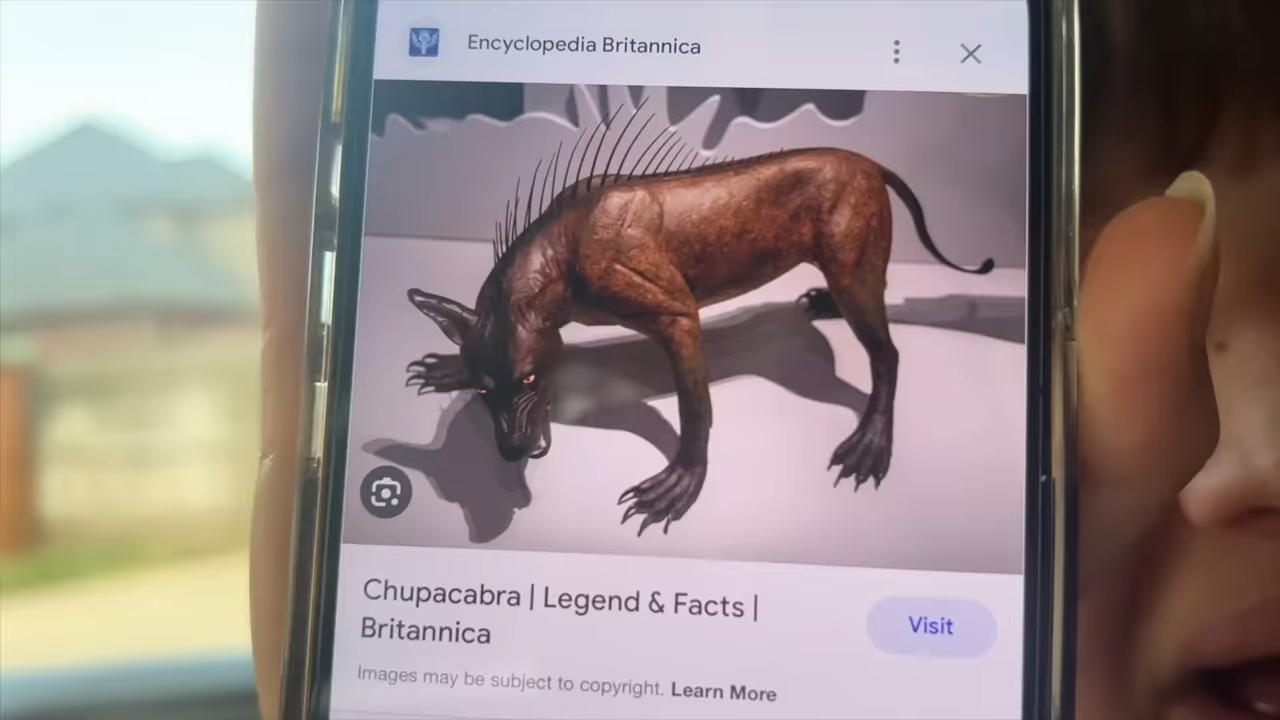 Encyclopedia Britannica
Chupacabra | Legend & Facts |
Britannica
Visit
Images may be subject to copyright. Learn More